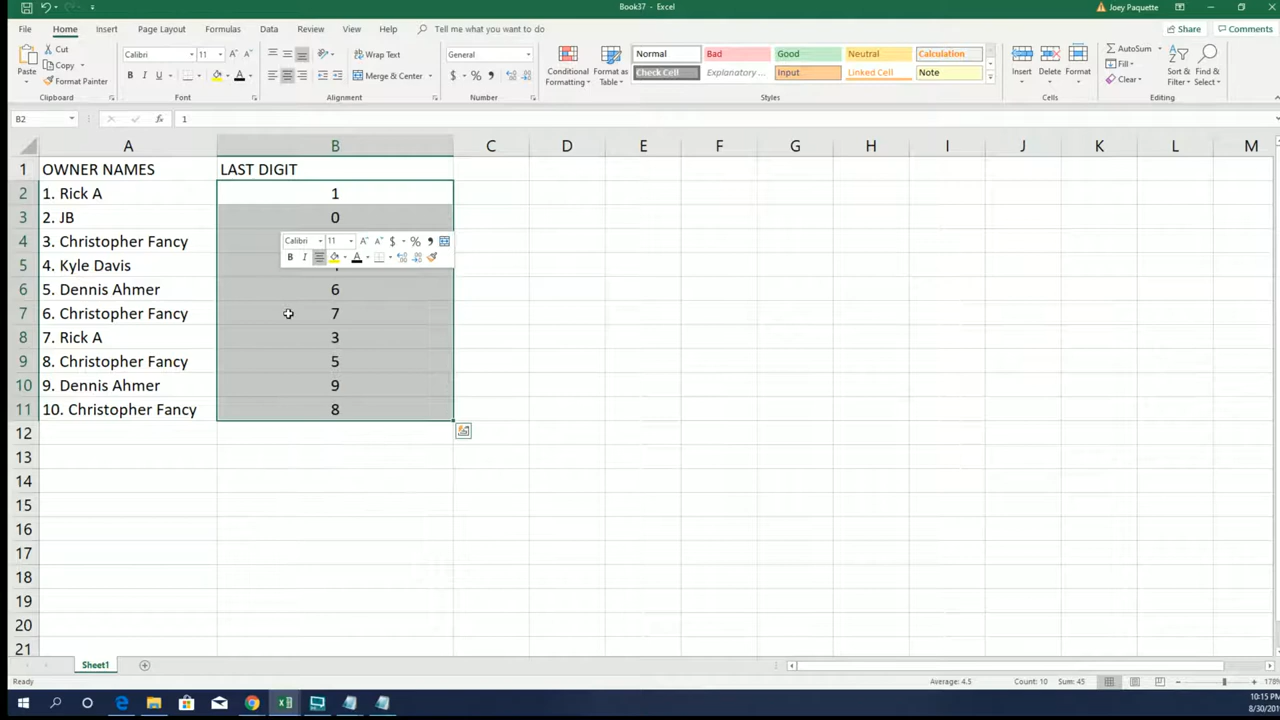 Book37 - Excel
Joey Paquette
File Home Insert Page Layout Formulas Data Review View Help Tell me what you want to do
Share Comments
Paste Cut Copy Format Painter
Clipboard
Calibri 11
B I U
Font
Wrap Text
Merge & Center
Alignment
General
$ % ,
Number
Conditional Formatting Format as Table
Normal Bad Good Neutral Calculation
Check Cell Explanatory ... Input Linked Cell Note
Styles
Insert Delete Format
Cells
AutoSum Fill Clear
Sort & Filter Find & Select
Editing
B2 fx 1
A B C D E F G H I J K L M
1 OWNER NAMES LAST DIGIT
2 1. Rick A 1
3 2. JB 0
4 3. Christopher Fancy
5 4. Kyle Davis
6 5. Dennis Ahmer 6
7 6. Christopher Fancy 7
8 7. Rick A 3
9 8. Christopher Fancy 5
10 9. Dennis Ahmer 9
11 10. Christopher Fancy 8
Calibri 11 A A $ % ,
B I A
12
13
14
15
16
17
18
19
20
21
Sheet1
Ready
Average: 4.5 Count: 10 Sum: 45
178%
10:15 PM